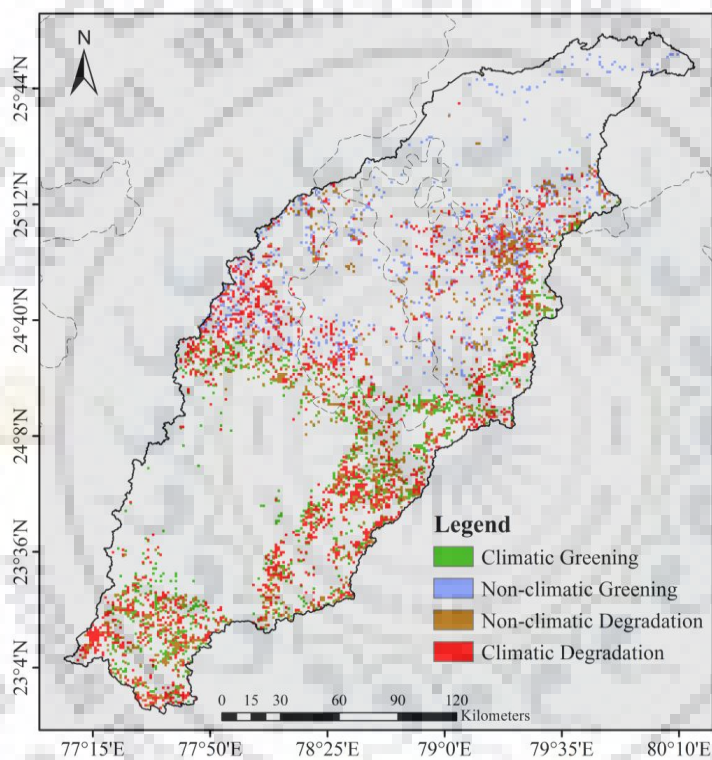 N
25°44'N
25°12'N
24°40'N
24°8'N
23°36'N
23°4'N
Legend
Climatic Greening
Non-climatic Greening
Non-climatic Degradation
Climatic Degradation
0 15 30 60 90 120
Kilometers
77°15'E 77°50'E 78°25'E 79°0'E 79°35'E 80°10'E